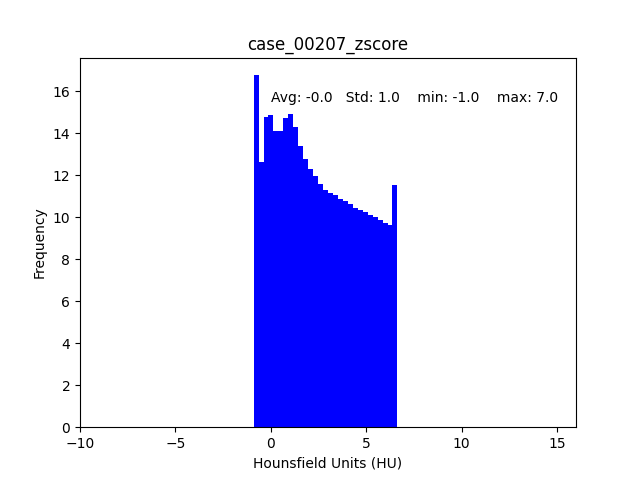 case_00207_zscore
Avg: -0.0 Std: 1.0 min: -1.0 max: 7.0
16
14
12
10
8
6
4
2
0
Frequency
−10 −5 0 5 10 15
Hounsfield Units (HU)